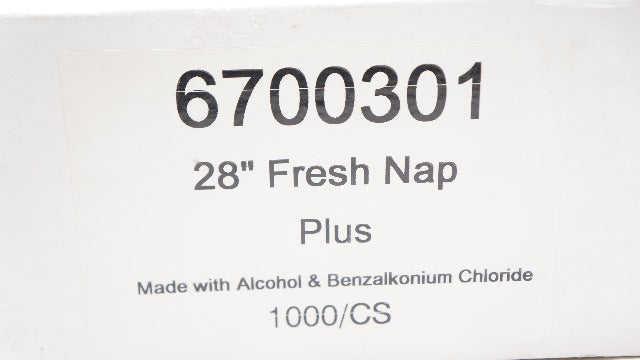 6700301
28" Fresh Nap
Plus
Made with Alcohol & Benzalkonium Chloride
1000/CS